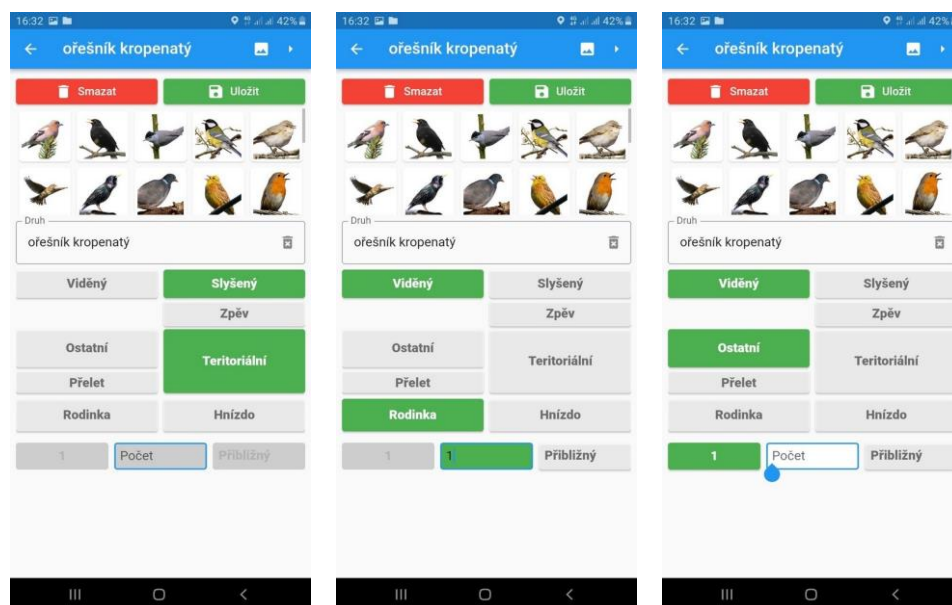 16:32 42%
ořešník kropenatý
Smazat Uložit
Druh
ořešník kropenatý
Viděný Slyšený
Zpěv
Ostatní
Teritoriální
Přelet
Rodinka Hnízdo
1 Počet Přibližný
16:32 42%
ořešník kropenatý
Smazat Uložit
Druh
ořešník kropenatý
Viděný Slyšený
Zpěv
Ostatní
Teritoriální
Přelet
Rodinka Hnízdo
1 1 Přibližný
16:32 42%
ořešník kropenatý
Smazat Uložit
Druh
ořešník kropenatý
Viděný Slyšený
Zpěv
Ostatní
Teritoriální
Přelet
Rodinka Hnízdo
1 Počet Přibližný